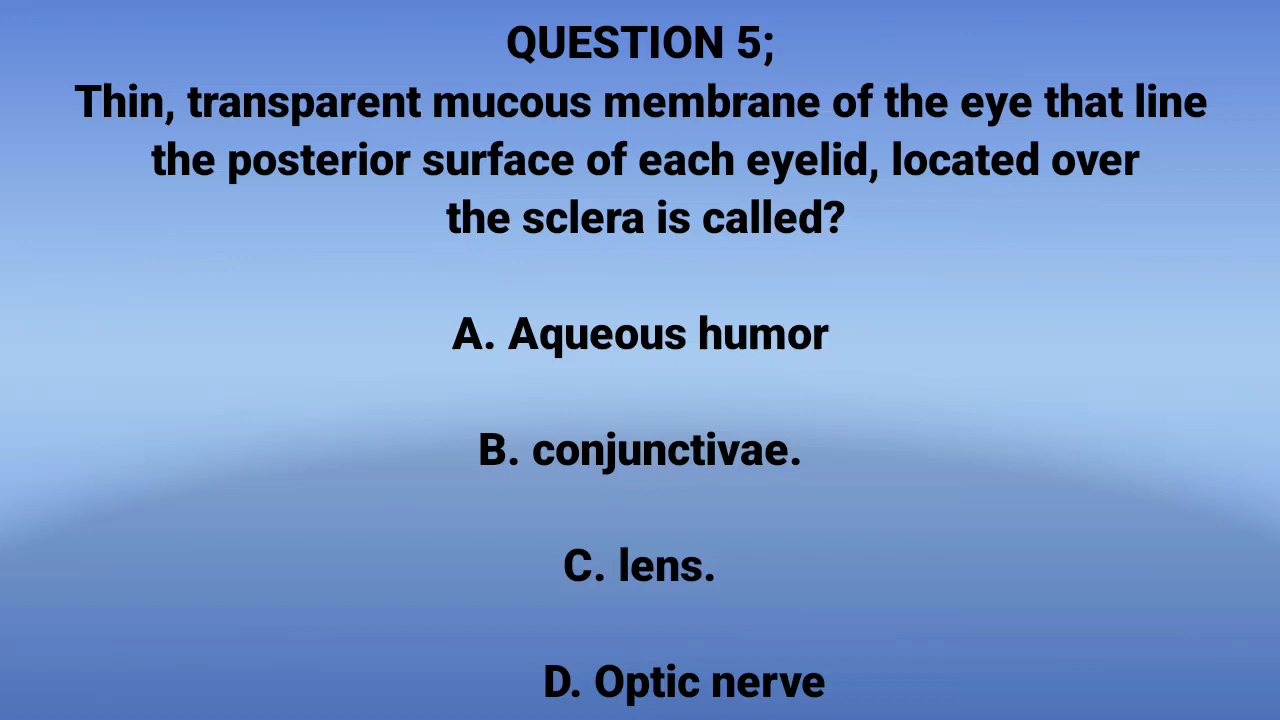 QUESTION 5;
Thin, transparent mucous membrane of the eye that line
the posterior surface of each eyelid, located over
the sclera is called?
A. Aqueous humor
B. conjunctivae.
C. lens.
D. Optic nerve